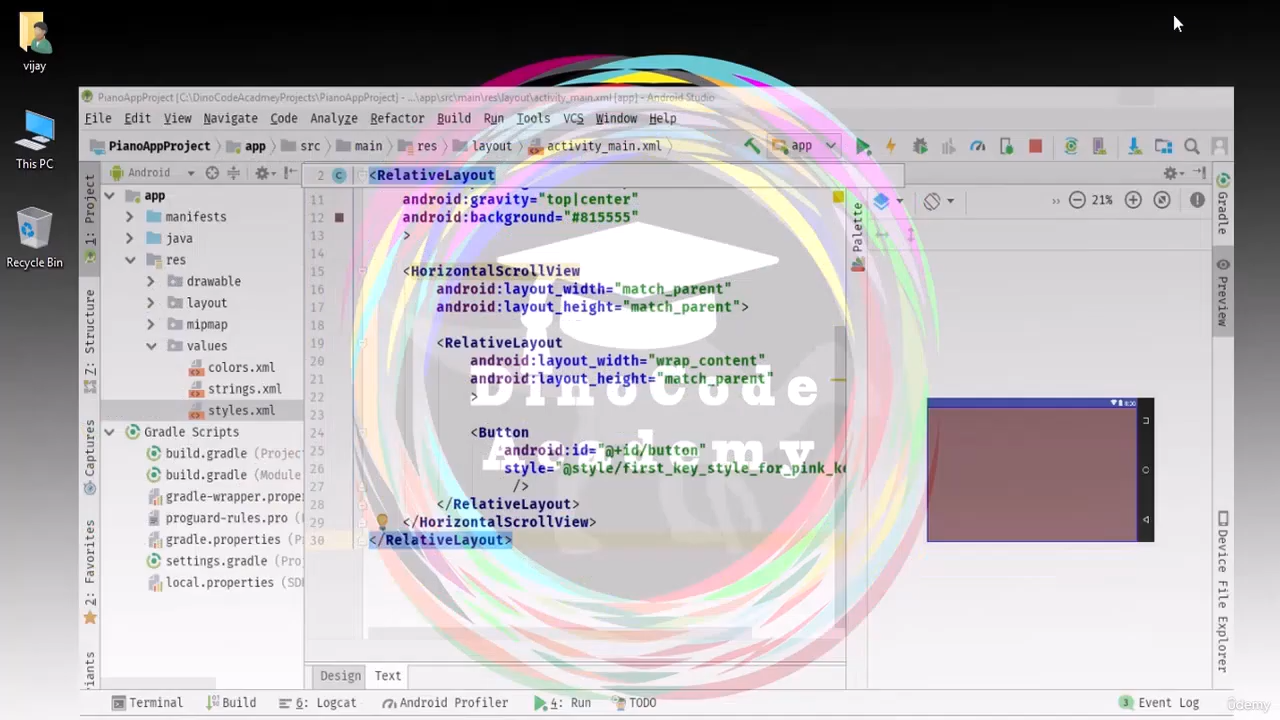 vijay
This PC
Recycle Bin
PianoAppProject [C:\DinoCodeAcadmeyProjects\PianoAppProject] - ...\app\src\main\res\layout\activity_main.xml [app] - Android Studio
File Edit View Navigate Code Analyze Refactor Build Run Tools VCS Window Help
PianoAppProject app src main res layout activity_main.xml app
1: Project
Z: Structure
Captures
2: Favorites
Android
app
manifests
java
res
drawable
layout
mipmap
values
colors.xml
strings.xml
styles.xml
Gradle Scripts
build.gradle (Projec
build.gradle (Module
gradle-wrapper.prope
proguard-rules.pro (
gradle.properties (P
settings.gradle (Pro
local.properties (SD
2 <RelativeLayout
11 android:gravity="top|center"
12 android:background="#815555"
13 >
14
15 <HorizontalScrollView
16 android:layout_width="match_parent"
17 android:layout_height="match_parent">
18
19 <RelativeLayout
20 android:layout_width="wrap_content"
21 android:layout_height="match_parent"
22 >
23
24 <Button
25 android:id="@+id/button"
26 style="@style/first_key_style_for_pink_ke
27 />
28 </RelativeLayout>
29 </HorizontalScrollView>
30 </RelativeLayout>
DinoCode
Academy
Design Text
Palette
21%
Gradle
Preview
Device File Explorer
Terminal Build 6: Logcat Android Profiler 4: Run TODO
3 Event Log
ûdemy